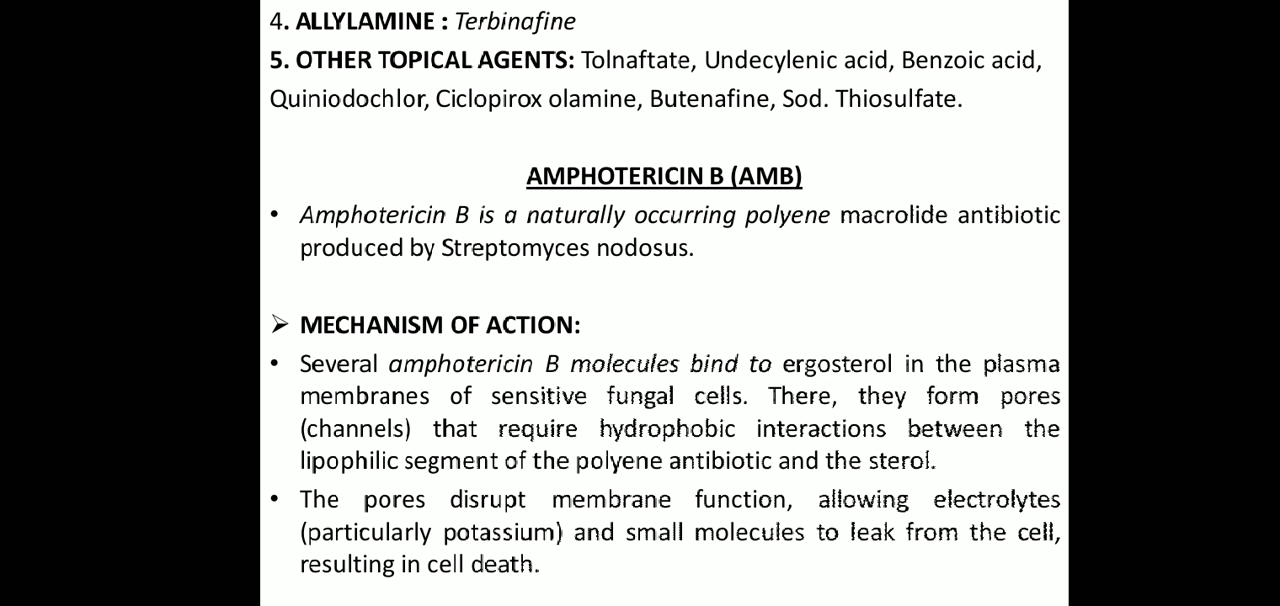 4. ALLYLAMINE : Terbinafine
5. OTHER TOPICAL AGENTS: Tolnaftate, Undecylenic acid, Benzoic acid,
Quiniodochlor, Ciclopirox olamine, Butenafine, Sod. Thiosulfate.
AMPHOTERICIN B (AMB)
• Amphotericin B is a naturally occurring polyene macrolide antibiotic
produced by Streptomyces nodosus.
➢ MECHANISM OF ACTION:
• Several amphotericin B molecules bind to ergosterol in the plasma
membranes of sensitive fungal cells. There, they form pores
(channels) that require hydrophobic interactions between the
lipophilic segment of the polyene antibiotic and the sterol.
• The pores disrupt membrane function, allowing electrolytes
(particularly potassium) and small molecules to leak from the cell,
resulting in cell death.